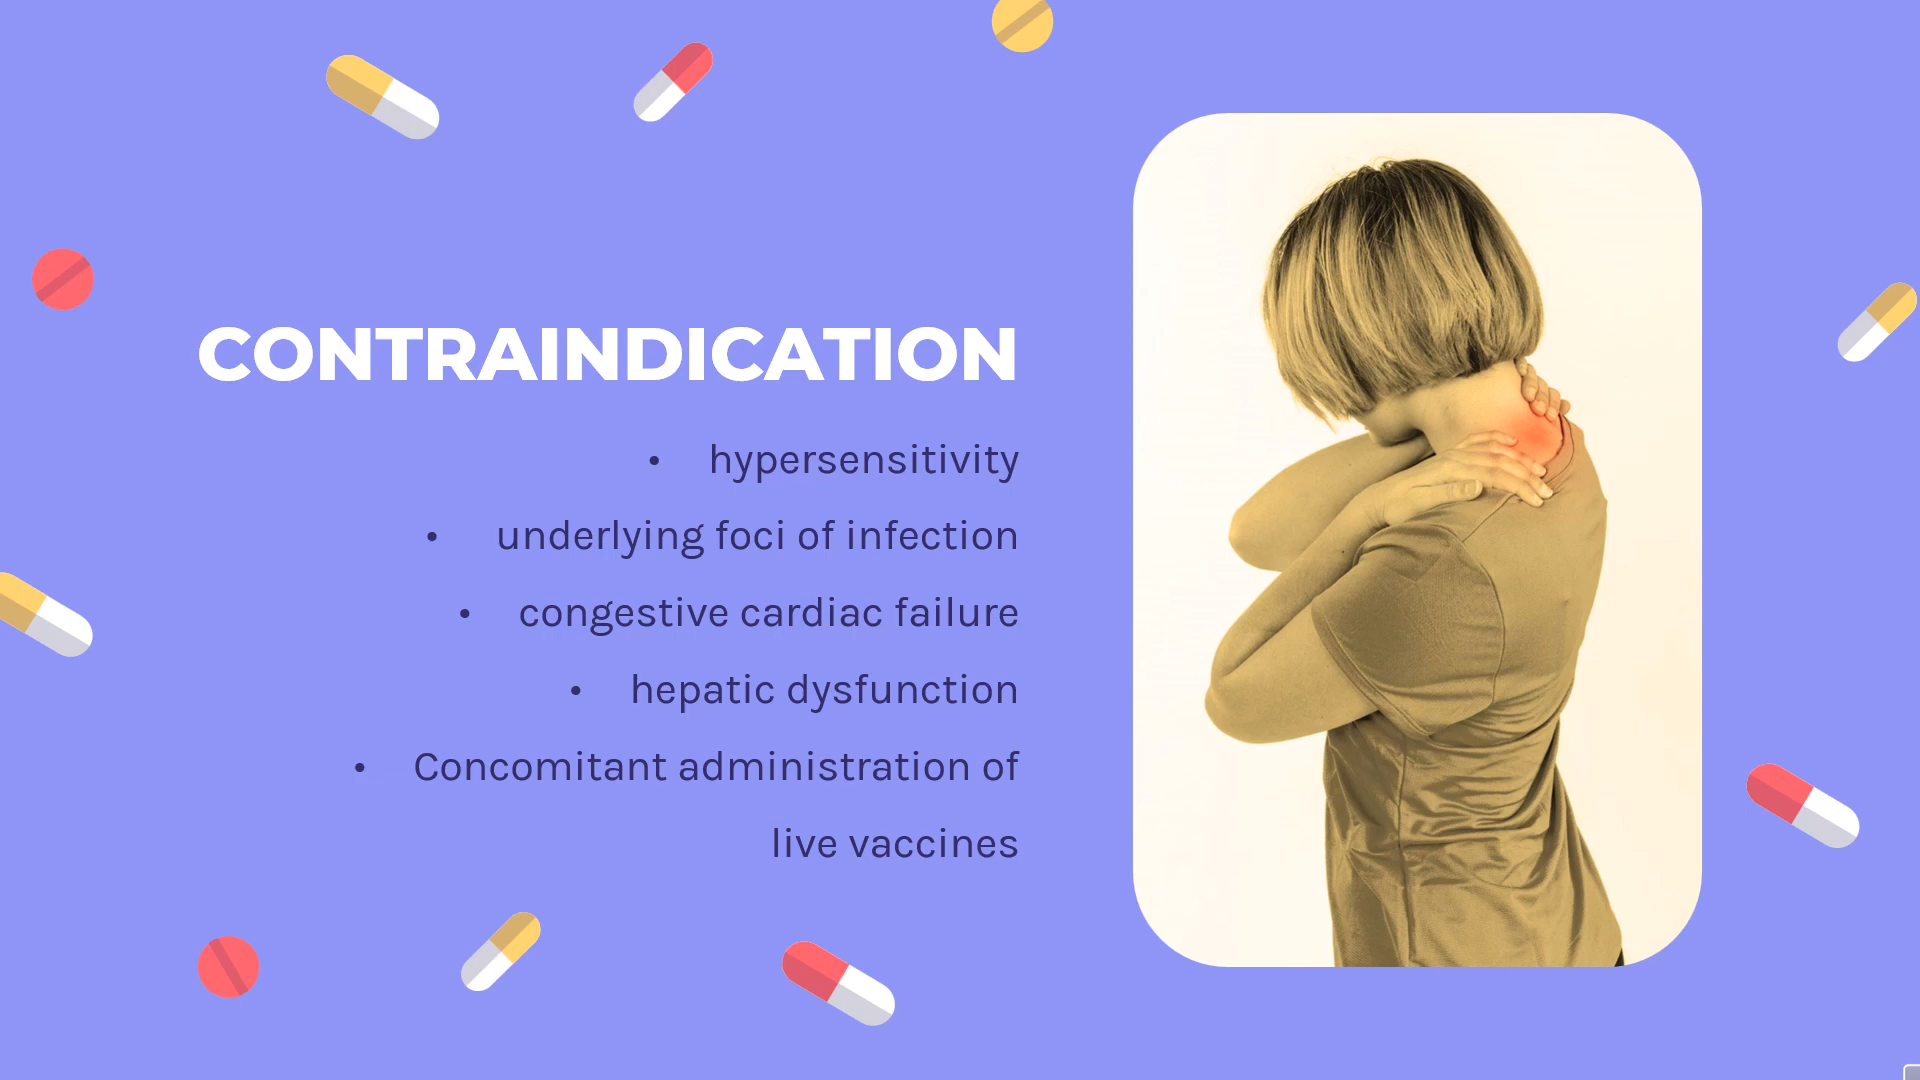 CONTRAINDICATION
• hypersensitivity
• underlying foci of infection
• congestive cardiac failure
• hepatic dysfunction
• Concomitant administration of
live vaccines